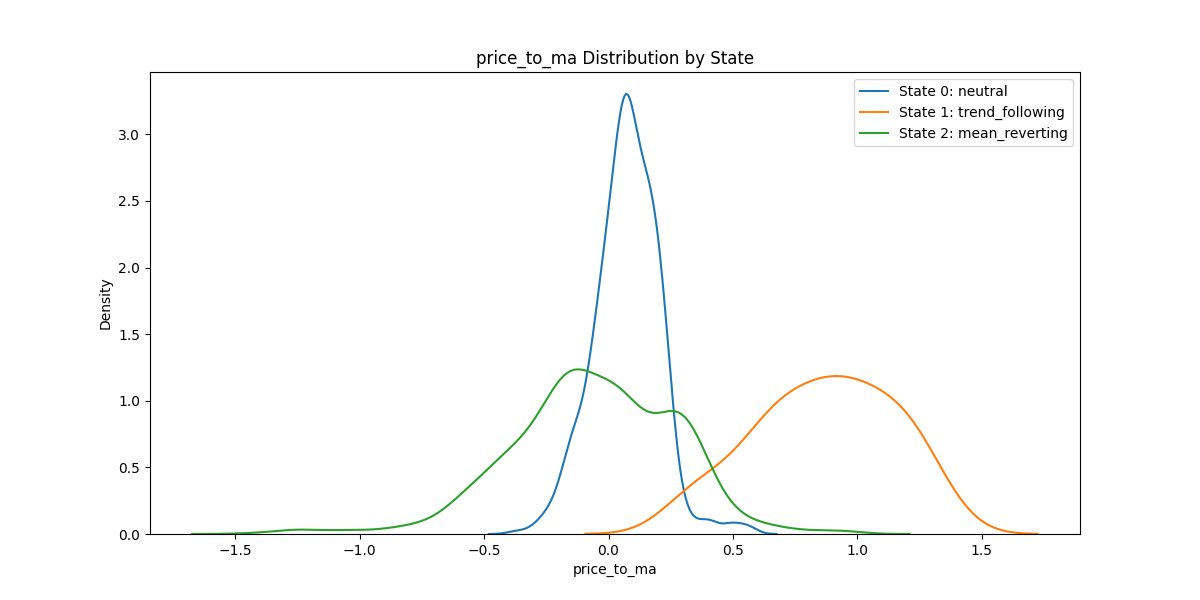 price_to_ma Distribution by State
State 0: neutral
State 1: trend_following
State 2: mean_reverting
Density
3.0
2.5
2.0
1.5
1.0
0.5
0.0
−1.5 −1.0 −0.5 0.0 0.5 1.0 1.5
price_to_ma